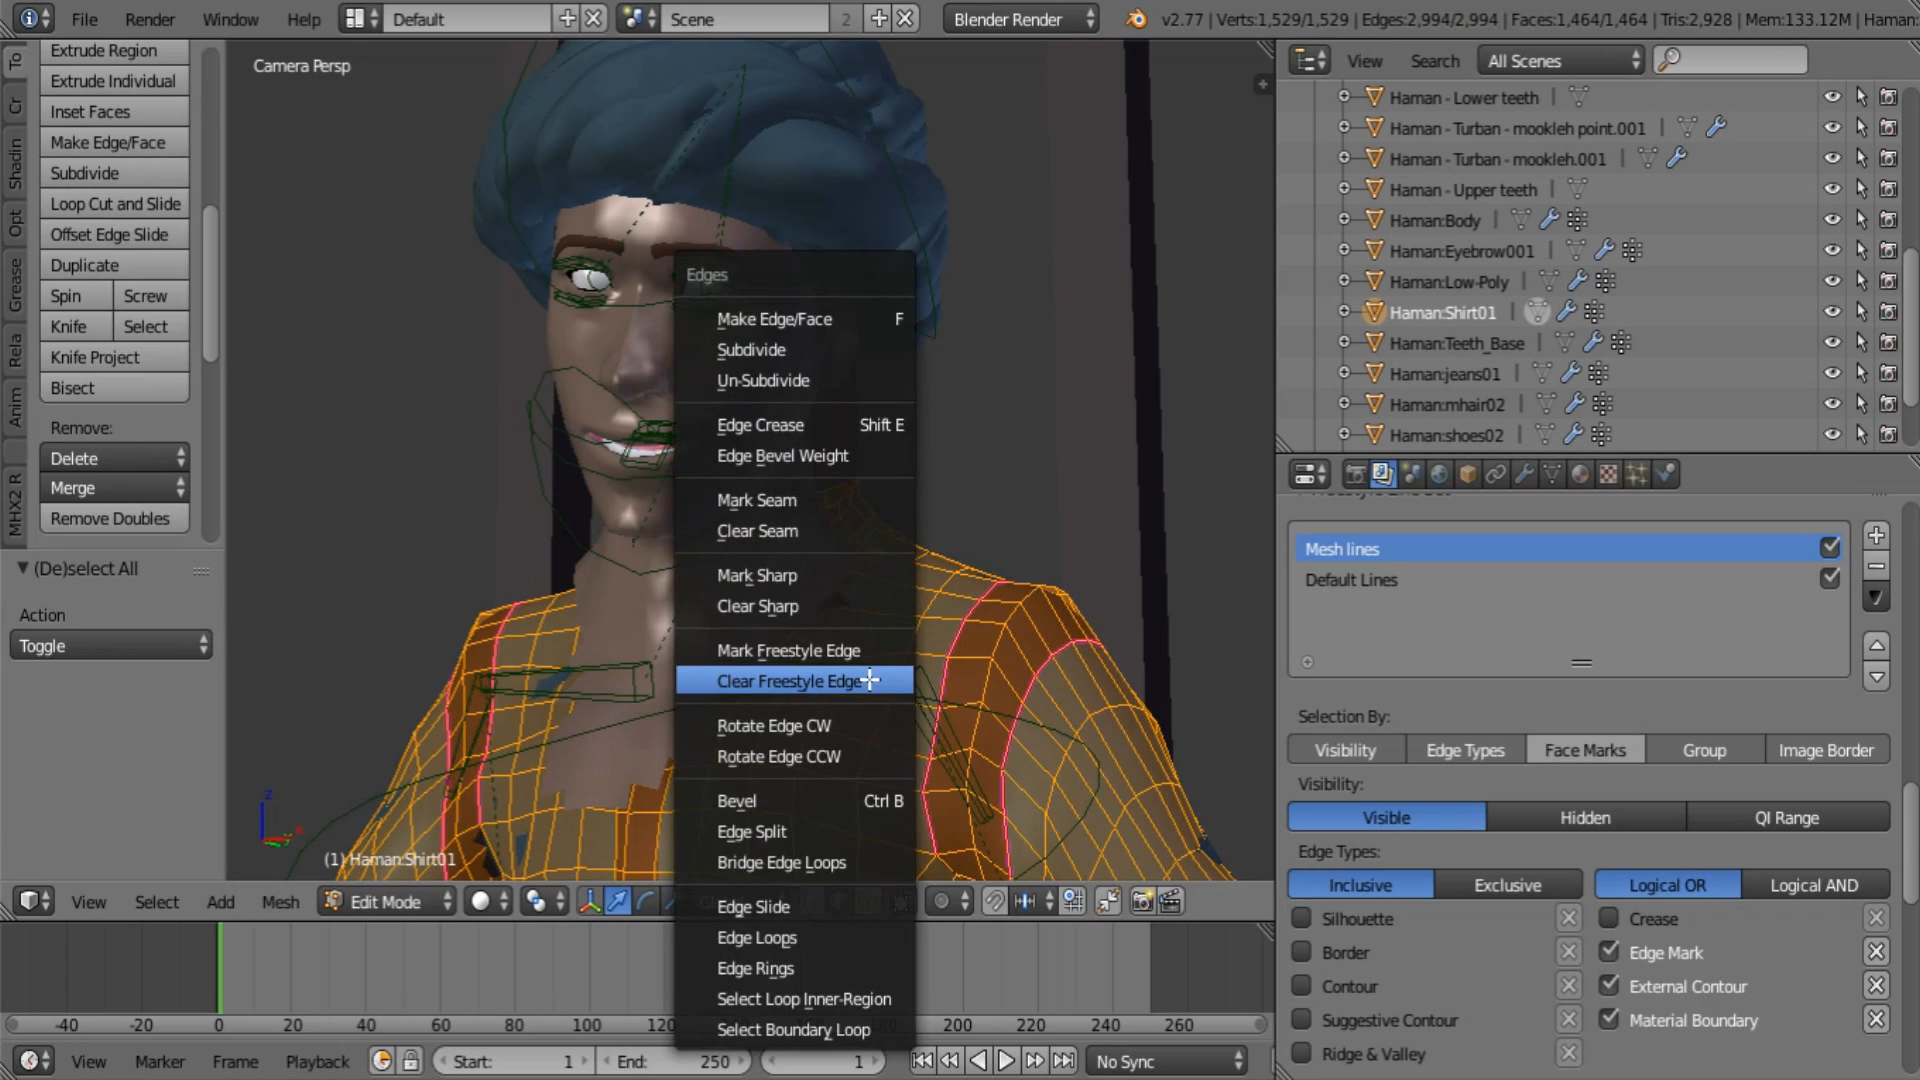 File Render Window Help Default Scene 2 Blender Render v2.77 | Verts:1,529/1,529 | Edges:2,994/2,994 | Faces:1,464/1,464 | Tris:2,928 | Mem:133.12M | Haman:
To
Cr
Shadin
Opt
Grease
Rela
Anim
MHX2 R
Extrude Region
Extrude Individual
Inset Faces
Make Edge/Face
Subdivide
Loop Cut and Slide
Offset Edge Slide
Duplicate
Spin Screw
Knife Select
Knife Project
Bisect
Remove:
Delete
Merge
Remove Doubles
(De)select All
Action
Toggle
Camera Persp
(1) Haman:Shirt01
Edges
Make Edge/Face F
Subdivide
Un-Subdivide
Edge Crease Shift E
Edge Bevel Weight
Mark Seam
Clear Seam
Mark Sharp
Clear Sharp
Mark Freestyle Edge
Clear Freestyle Edge
Rotate Edge CW
Rotate Edge CCW
Bevel Ctrl B
Edge Split
Bridge Edge Loops
Edge Slide
Edge Loops
Edge Rings
Select Loop Inner-Region
Select Boundary Loop
View Select Add Mesh Edit Mode
-40 -20 0 20 40 60 80 100 120 200 220 240 260
View Marker Frame Playback Start: 1 End: 250 1 No Sync
View Search All Scenes
Haman - Lower teeth
Haman - Turban - mookleh point.001
Haman - Turban - mookleh.001
Haman - Upper teeth
Haman:Body
Haman:Eyebrow001
Haman:Low-Poly
Haman:Shirt01
Haman:Teeth_Base
Haman:jeans01
Haman:mhair02
Haman:shoes02
Mesh lines
Default Lines
Selection By:
Visibility Edge Types Face Marks Group Image Border
Visibility:
Visible Hidden QI Range
Edge Types:
Inclusive Exclusive Logical OR Logical AND
Silhouette Crease
Border Edge Mark
Contour External Contour
Suggestive Contour Material Boundary
Ridge & Valley